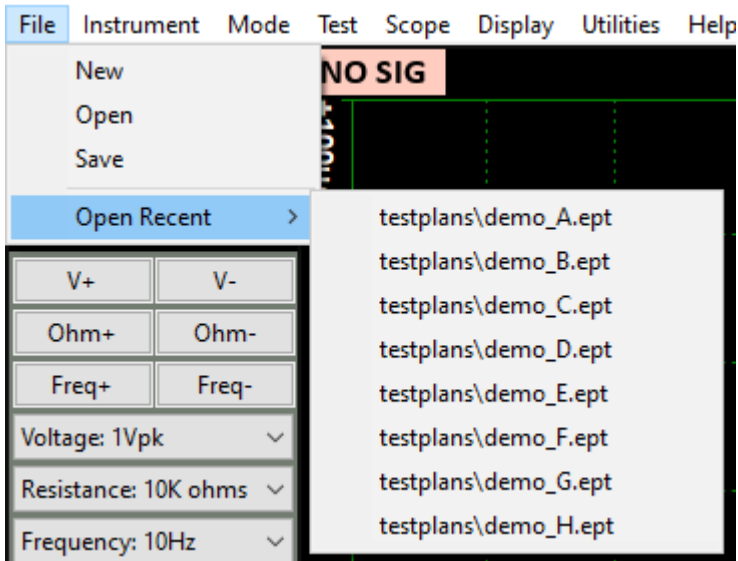 File Instrument Mode Test Scope Display Utilities Help
New
NO SIG
Open
Save
Open Recent
testplans\demo_A.ept
testplans\demo_B.ept
testplans\demo_C.ept
testplans\demo_D.ept
testplans\demo_E.ept
testplans\demo_F.ept
testplans\demo_G.ept
testplans\demo_H.ept
V+ V-
Ohm+ Ohm-
Freq+ Freq-
Voltage: 1Vpk
Resistance: 10K ohms
Frequency: 10Hz